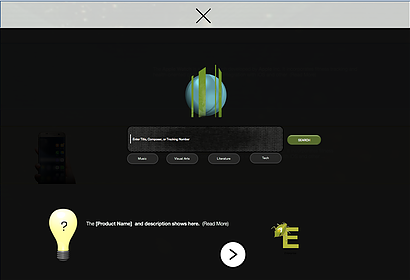 Enter Title, Composer, or Tracking Number
SEARCH
Music
Visual Arts
Literature
Tech
?
The [Product Name] and description shows here. (Read More)
E